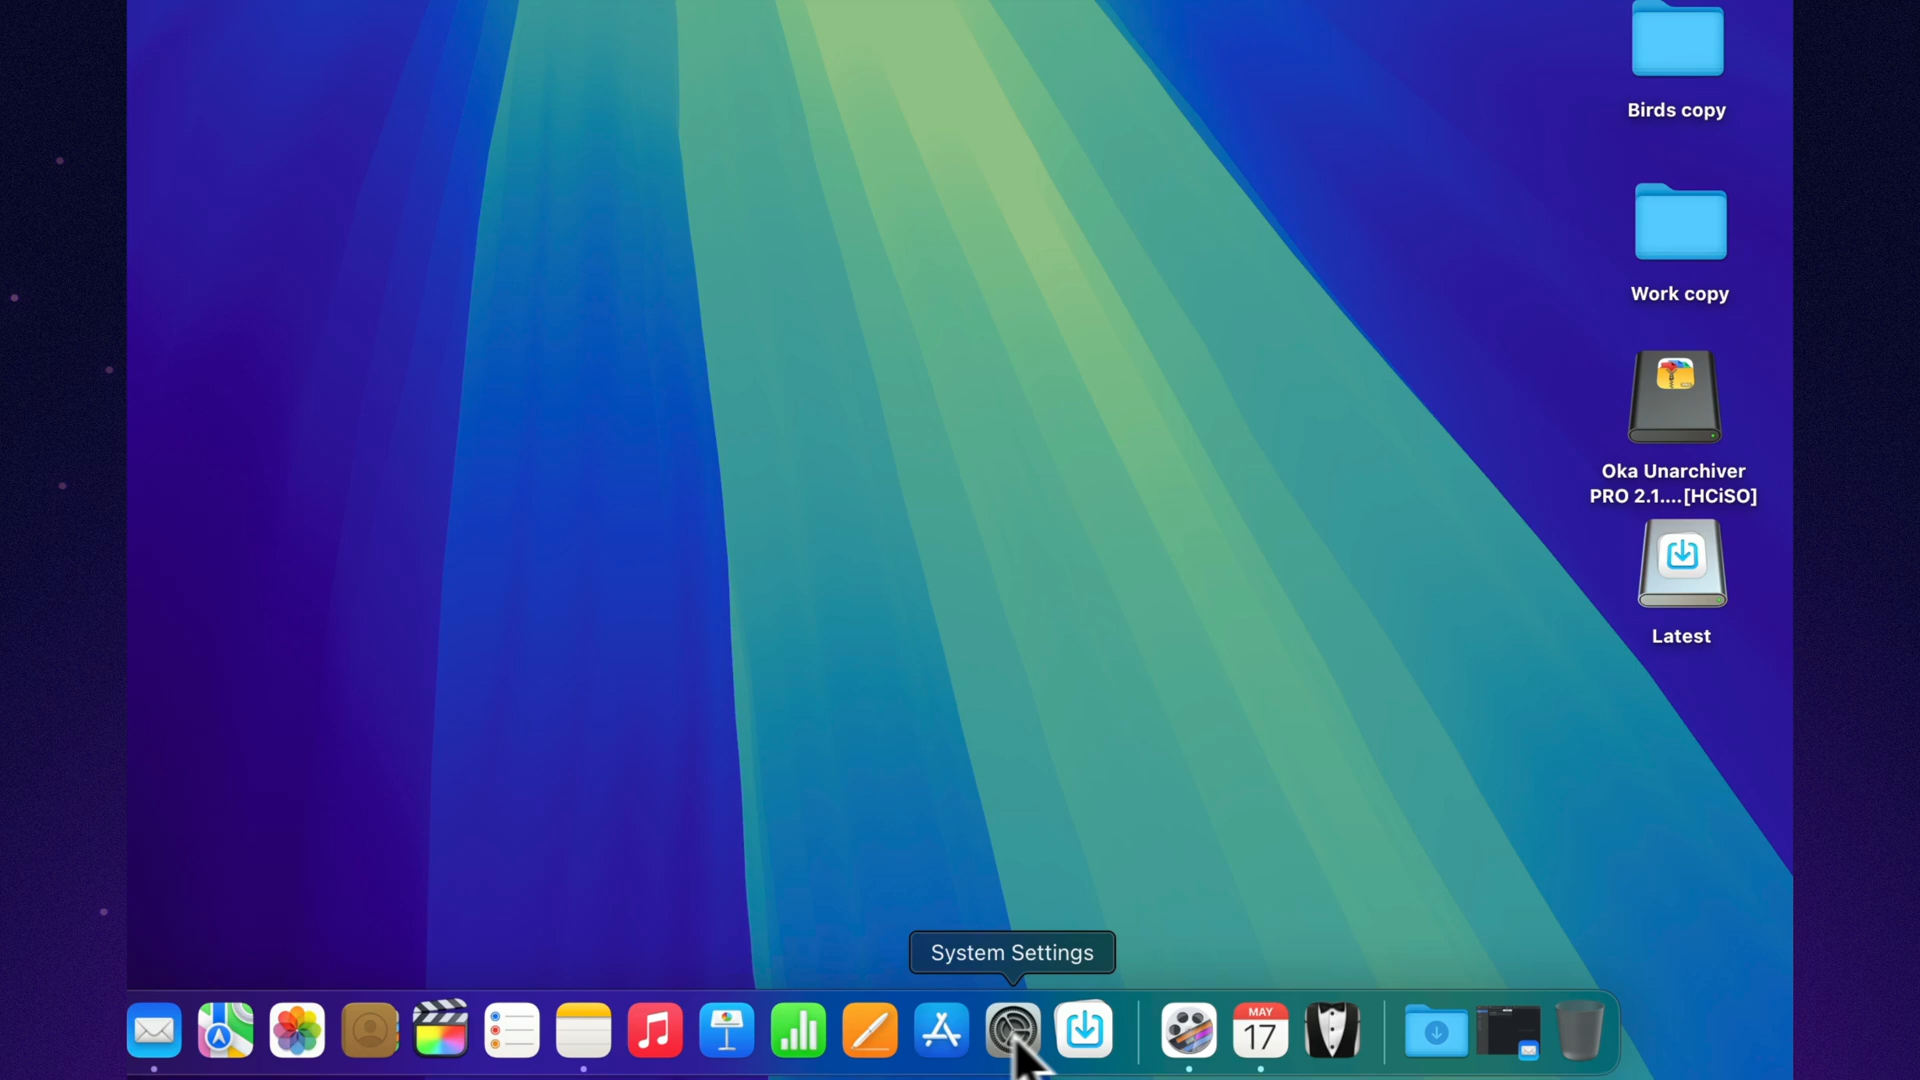 Birds copy
Work copy
Oka Unarchiver
PRO 2.1....[HCiSO]
Latest
System Settings
MAY
17